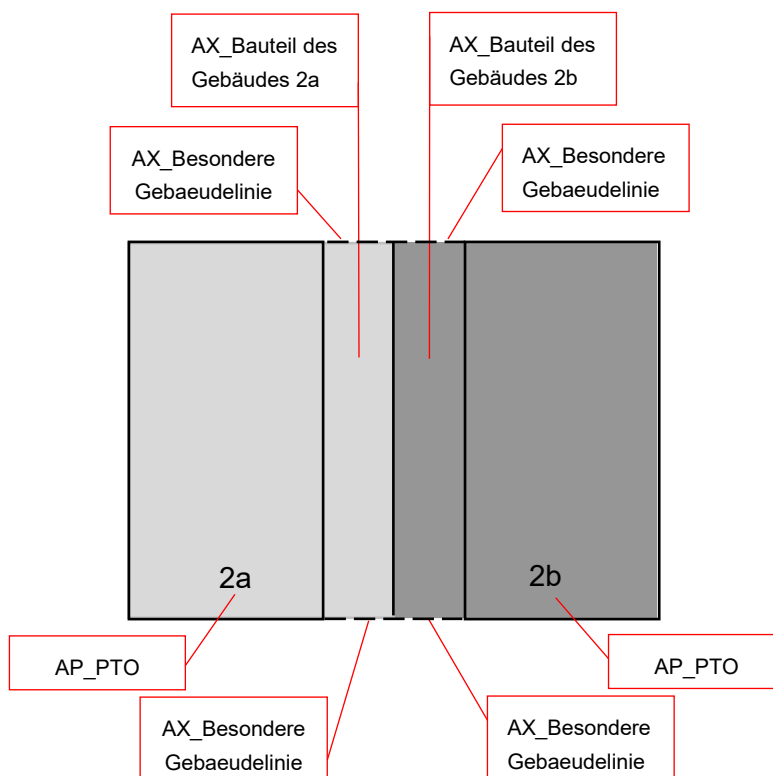 AX_Bauteil des
Gebäudes 2a
AX_Bauteil des
Gebäudes 2b
AX_Besondere
Gebaeudelinie
AX_Besondere
Gebaeudelinie
2a
2b
AP_PTO
AP_PTO
AX_Besondere
Gebaeudelinie
AX_Besondere
Gebaeudelinie